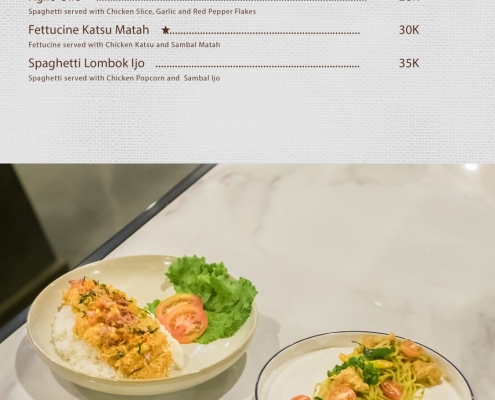 Spaghetti served with Chicken Slice, Garlic and Red Pepper Flakes
Fettucine Katsu Matah ★ 30K
Fettucine served with Chicken Katsu and Sambal Matah
Spaghetti Lombok Ijo 35K
Spaghetti served with Chicken Popcorn and Sambal Ijo